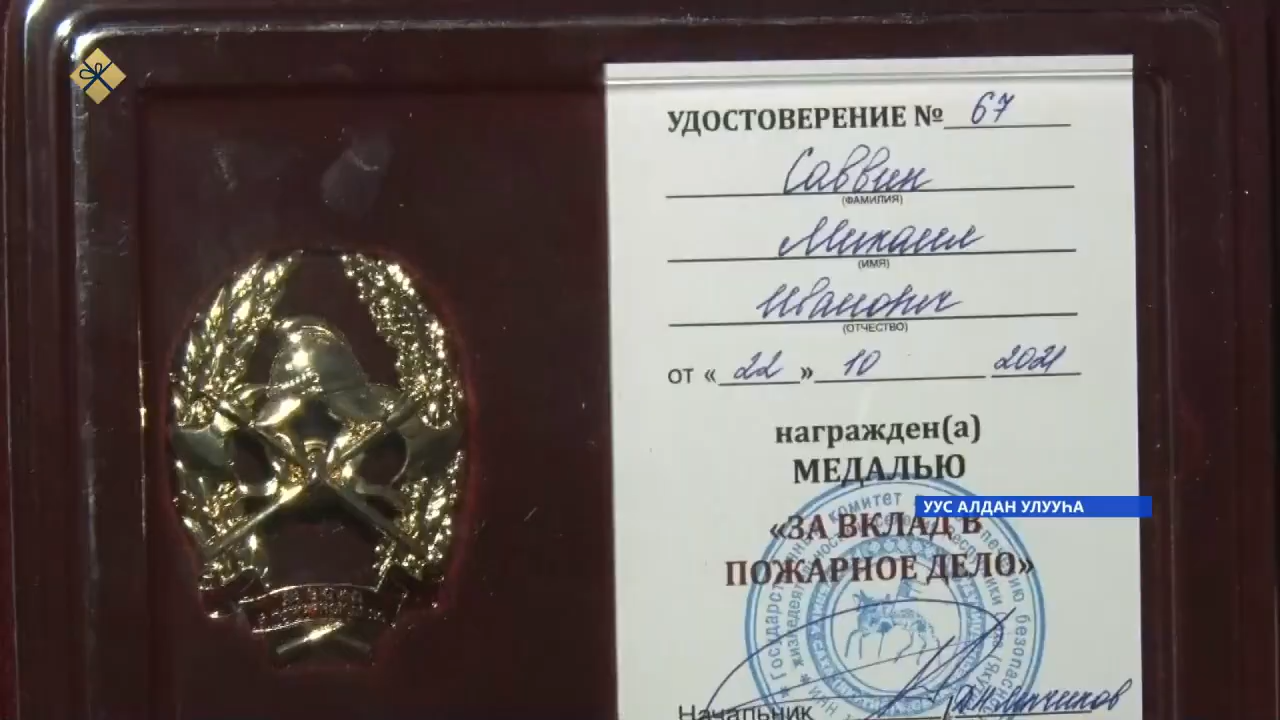 УДОСТОВЕРЕНИЕ № 67
Саввин
(ФАМИЛИЯ)
Михаил
(ИМЯ)
Иванович
(ОТЧЕСТВО)
от «22» 10 2021
награжден(а)
МЕДАЛЬЮ
УУС АЛДАН УЛУУҺА
«ЗА ВКЛАД В
ПОЖАРНОЕ ДЕЛО»
Начальник